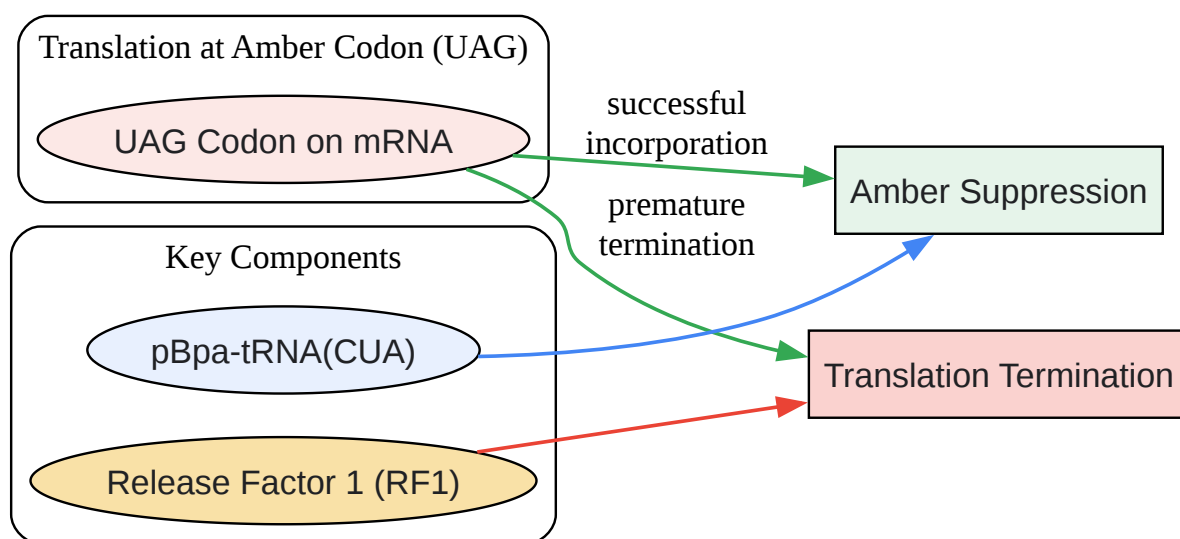 Translation at Amber Codon (UAG)
UAG Codon on mRNA
successful
incorporation
Amber Suppression
premature
termination
Key Components
pBpa-tRNA(CUA)
Translation Termination
Release Factor 1 (RF1)